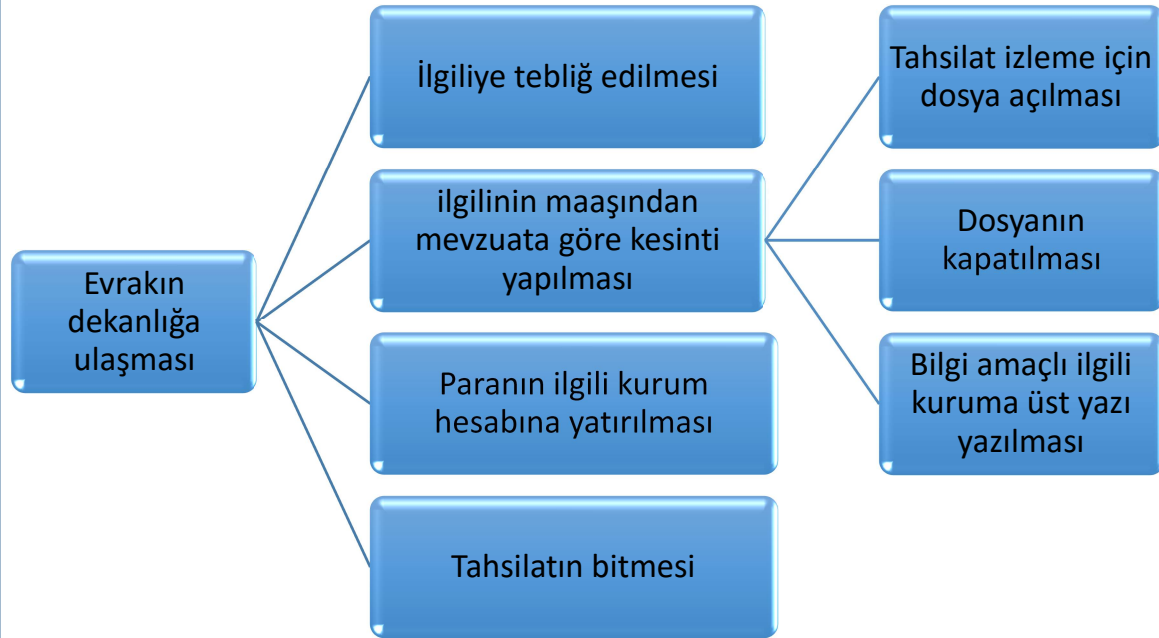 Evrakın
dekanlığa
ulaşması
İlgiliye tebliğ edilmesi
ilgilinin maaşından
mevzuata göre kesinti
yapılması
Paranın ilgili kurum
hesabına yatırılması
Tahsilatın bitmesi
Tahsilat izleme için
dosya açılması
Dosyanın
kapatılması
Bilgi amaçlı ilgili
kuruma üst yazı
yazılması